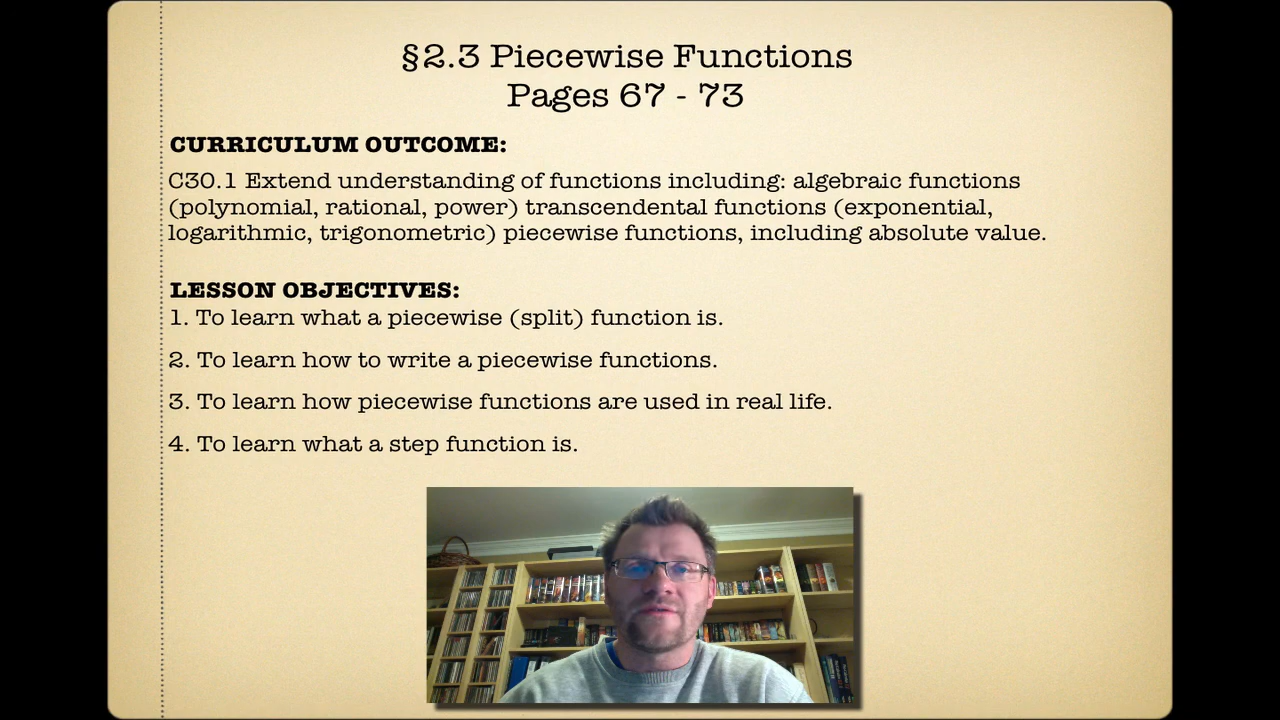 §2.3 Piecewise Functions
Pages 67 - 73
CURRICULUM OUTCOME:
C30.1 Extend understanding of functions including: algebraic functions
(polynomial, rational, power) transcendental functions (exponential,
logarithmic, trigonometric) piecewise functions, including absolute value.
LESSON OBJECTIVES:
1. To learn what a piecewise (split) function is.
2. To learn how to write a piecewise functions.
3. To learn how piecewise functions are used in real life.
4. To learn what a step function is.